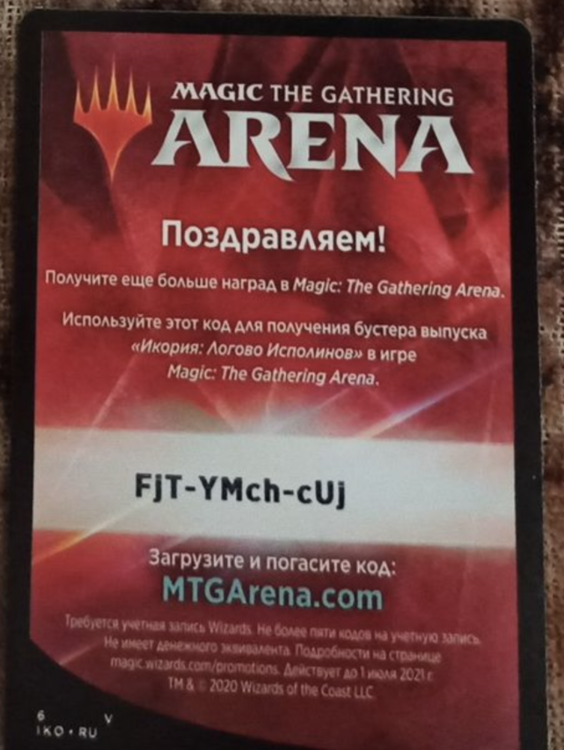 MAGIC THE GATHERING
ARENA
Поздравляем!
Получите еще больше наград в Magic: The Gathering Arena.
Используйте этот код для получения бустера выпуска
«Икория: Логово Исполинов» в игре
Magic: The Gathering Arena.
FjT-YMch-cUj
Загрузите и погасите код:
MTGArena.com
Требуется учетная запись Wizards. Не более пяти кодов на учетную запись.
Не имеет денежного эквивалента. Подробности на странице
magic.wizards.com/promotions. Действует до 1 июля 2021 г.
TM & © 2020 Wizards of the Coast LLC
6 V
IKO • RU